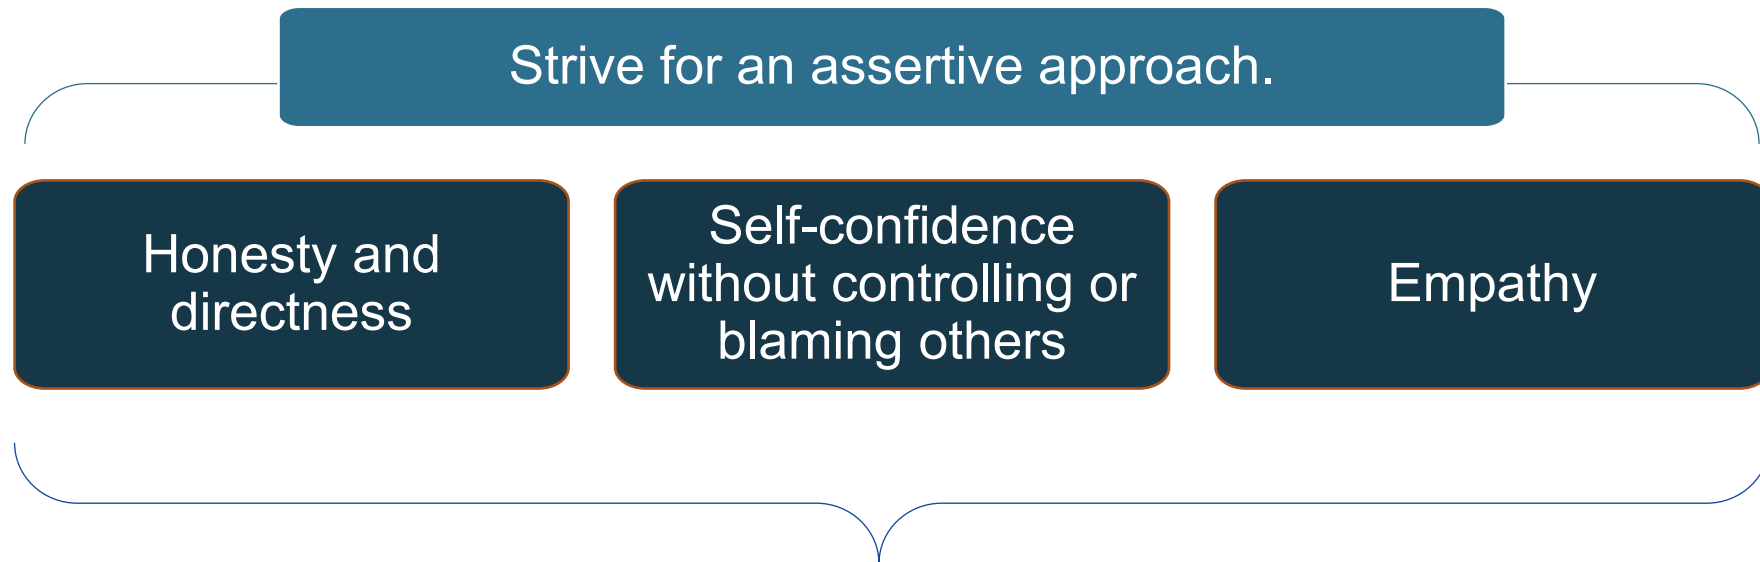 Strive for an assertive approach.
Honesty and
directness
Self-confidence
without controlling or
blaming others
Empathy